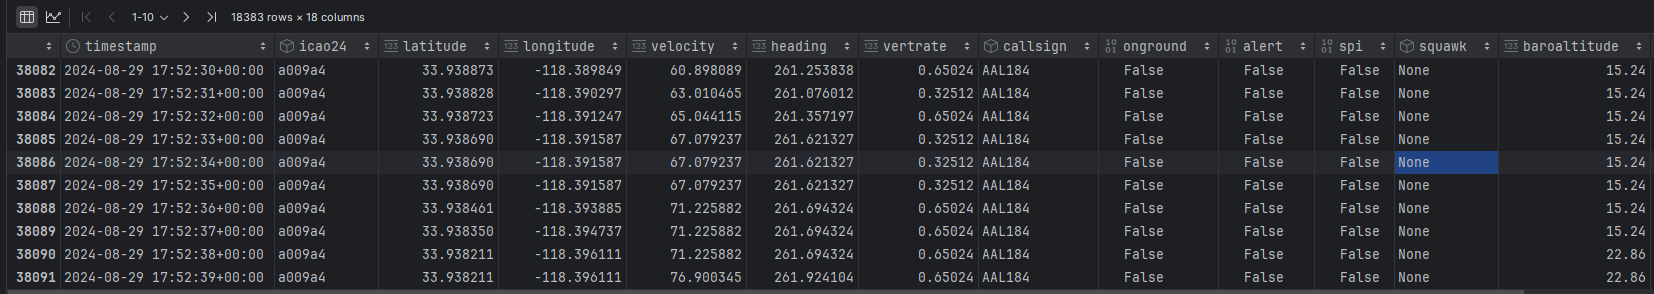 1-10 18383 rows × 18 columns
timestamp icao24 123 latitude 123 longitude 123 velocity 123 heading 123 vertrate callsign 10 01 onground 10 01 alert 10 01 spi squawk 123 baroaltitude
38082 2024-08-29 17:52:30+00:00 a009a4 33.938873 -118.389849 60.898089 261.253838 0.65024 AAL184 False False False None 15.24
38083 2024-08-29 17:52:31+00:00 a009a4 33.938828 -118.390297 63.010465 261.076012 0.32512 AAL184 False False False None 15.24
38084 2024-08-29 17:52:32+00:00 a009a4 33.938723 -118.391247 65.044115 261.357197 0.65024 AAL184 False False False None 15.24
38085 2024-08-29 17:52:33+00:00 a009a4 33.938690 -118.391587 67.079237 261.621327 0.32512 AAL184 False False False None 15.24
38086 2024-08-29 17:52:34+00:00 a009a4 33.938690 -118.391587 67.079237 261.621327 0.32512 AAL184 False False False None 15.24
38087 2024-08-29 17:52:35+00:00 a009a4 33.938690 -118.391587 67.079237 261.621327 0.32512 AAL184 False False False None 15.24
38088 2024-08-29 17:52:36+00:00 a009a4 33.938461 -118.393885 71.225882 261.694324 0.65024 AAL184 False False False None 15.24
38089 2024-08-29 17:52:37+00:00 a009a4 33.938350 -118.394737 71.225882 261.694324 0.65024 AAL184 False False False None 15.24
38090 2024-08-29 17:52:38+00:00 a009a4 33.938211 -118.396111 71.225882 261.694324 0.65024 AAL184 False False False None 22.86
38091 2024-08-29 17:52:39+00:00 a009a4 33.938211 -118.396111 76.900345 261.924104 0.65024 AAL184 False False False None 22.86